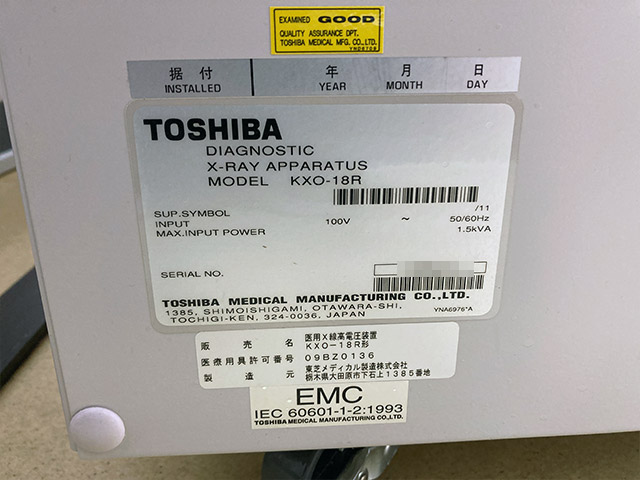 EXAMINED GOOD
QUALITY ASSURANCE DPT.
TOSHIBA MEDICAL MFG. CO., LTD.
据付 年 月 日
INSTALLED YEAR MONTH DAY
TOSHIBA
DIAGNOSTIC
X-RAY APPARATUS
MODEL KXO-18R
/11
SUP.SYMBOL
INPUT 100V ~ 50/60Hz
MAX.INPUT POWER 1.5kVA
SERIAL NO.
TOSHIBA MEDICAL MANUFACTURING CO.,LTD.
1385, SHIMOISHIGAMI, OTAWARA-SHI,
TOCHIGI-KEN, 324-0036, JAPAN
YNA6976*A
販売名 医用X線高電圧装置
KXO-18R形
医療用具許可番号 09BZ0136
製造元 東芝メディカル製造株式会社
栃木県大田原市下石上1385番地
EMC
IEC 60601-1-2:1993
TOSHIBA MEDICAL MANUFACTURING CO.,LTD.